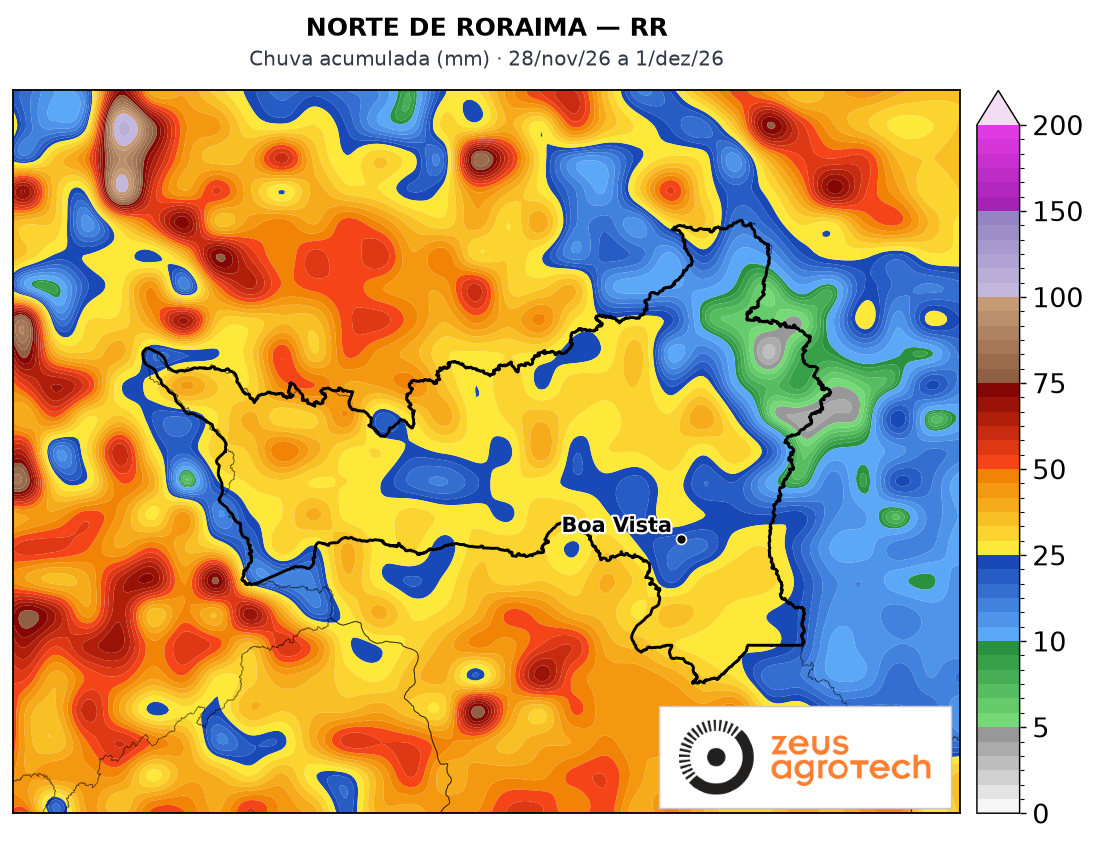 NORTE DE RORAIMA — RR
Chuva acumulada (mm) · 28/nov/26 a 1/dez/26
200
150
100
75
50
25
10
5
0
Boa Vista
zeus
agrotech